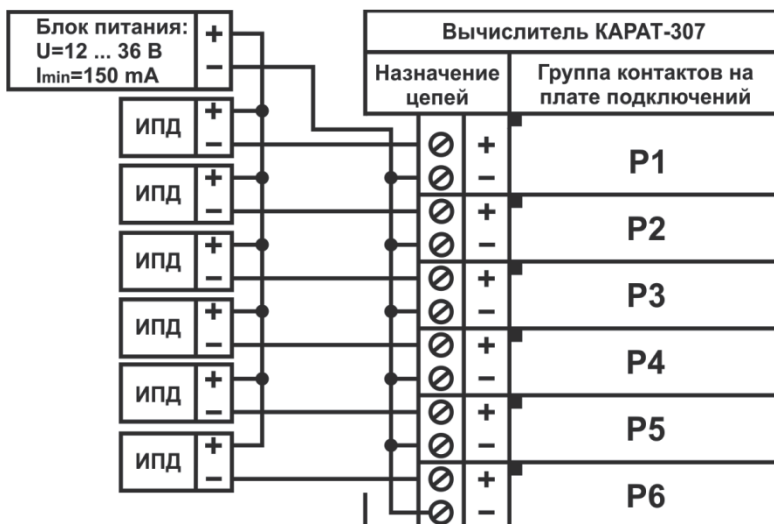 Блок питания:
U=12 ... 36 В
Imin=150 mA
+
−
Вычислитель КАРАТ-307
Назначение
цепей
Группа контактов на
плате подключений
ИПД
+
−
+
−
P1
ИПД
+
−
+
−
P2
ИПД
+
−
+
−
P3
ИПД
+
−
+
−
P4
ИПД
+
−
+
−
P5
ИПД
+
−
+
−
P6